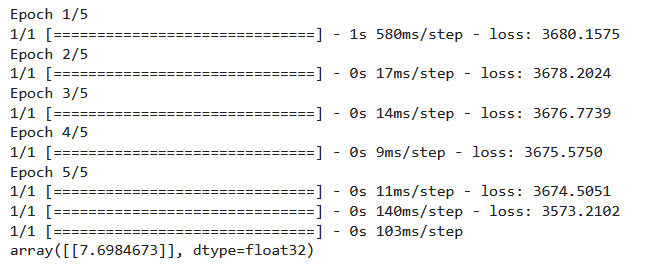 Epoch 1/5
1/1 [==============================] - 1s 580ms/step - loss: 3680.1575
Epoch 2/5
1/1 [==============================] - 0s 17ms/step - loss: 3678.2024
Epoch 3/5
1/1 [==============================] - 0s 14ms/step - loss: 3676.7739
Epoch 4/5
1/1 [==============================] - 0s 9ms/step - loss: 3675.5750
Epoch 5/5
1/1 [==============================] - 0s 11ms/step - loss: 3674.5051
1/1 [==============================] - 0s 140ms/step - loss: 3573.2102
1/1 [==============================] - 0s 103ms/step
array([[7.6984673]], dtype=float32)